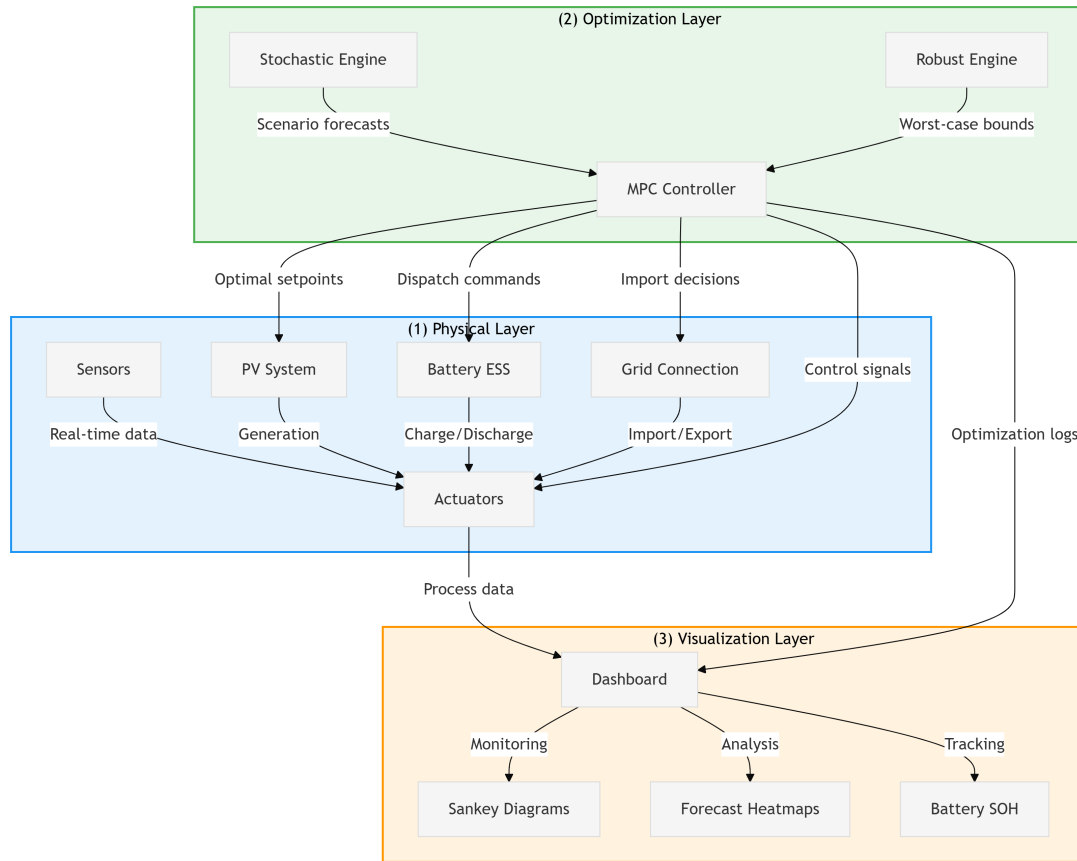 (2) Optimization Layer
Stochastic Engine
Robust Engine
Scenario forecasts
Worst-case bounds
MPC Controller
Optimal setpoints
Dispatch commands
Import decisions
(1) Physical Layer
Sensors
PV System
Battery ESS
Grid Connection
Control signals
Real-time data
Generation
Charge/Discharge
Import/Export
Optimization logs
Actuators
Process data
(3) Visualization Layer
Dashboard
Monitoring
Analysis
Tracking
Sankey Diagrams
Forecast Heatmaps
Battery SOH